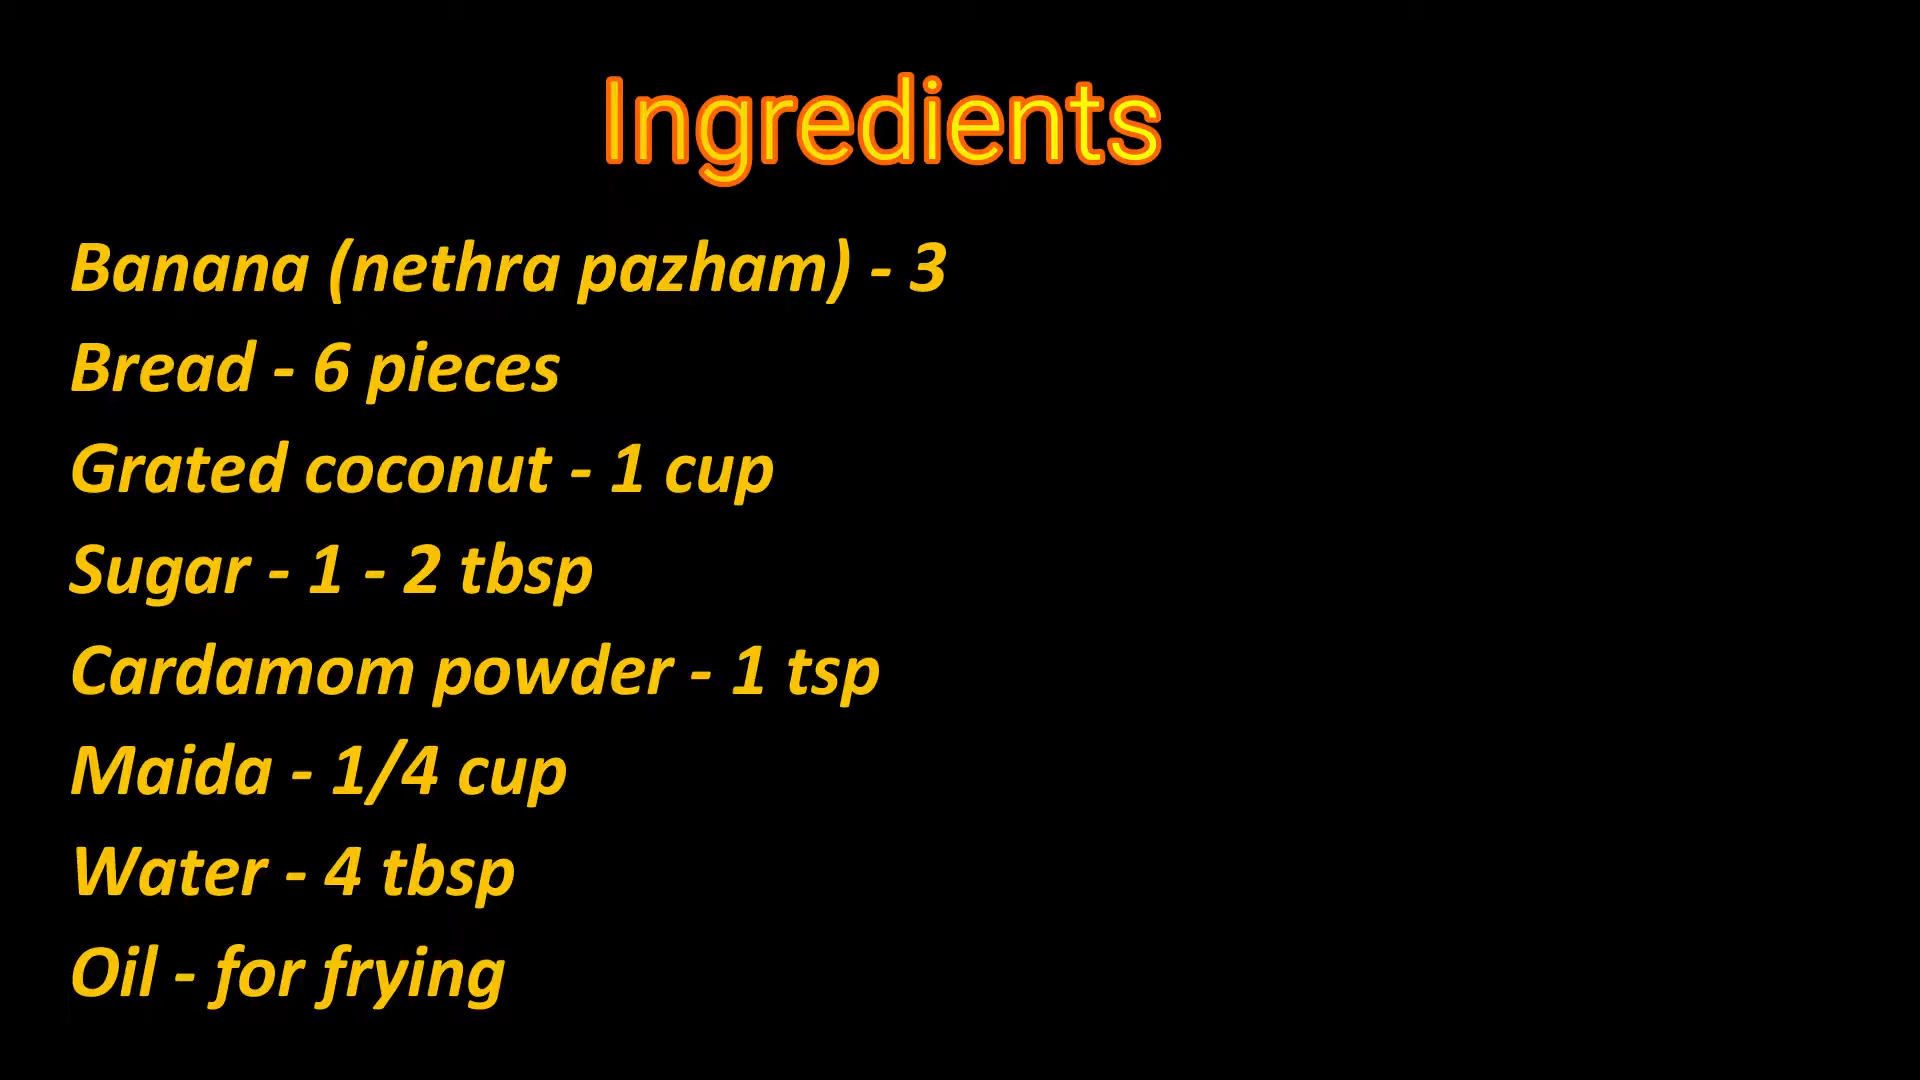 Ingredients
Banana (nethra pazham) - 3
Bread - 6 pieces
Grated coconut - 1 cup
Sugar - 1 - 2 tbsp
Cardamom powder - 1 tsp
Maida - 1/4 cup
Water - 4 tbsp
Oil - for frying